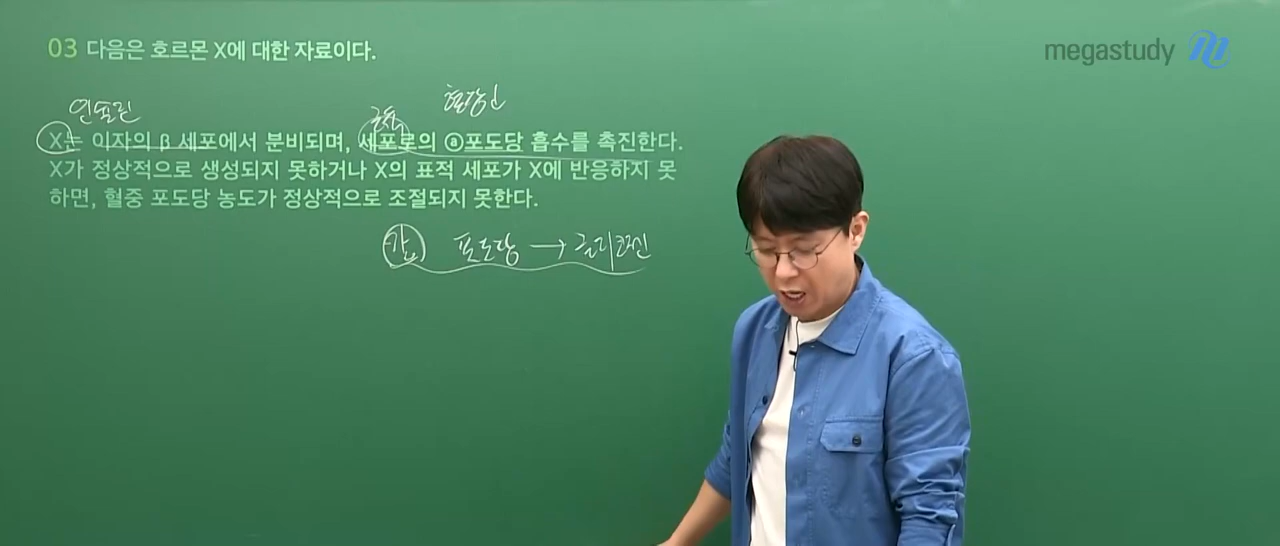 03 다음은 호르몬 X에 대한 자료이다.
megastudy
인슐린
혈당↓
X는 이자의 β 세포에서 분비되며, 세포로의 ⓐ포도당 흡수를 촉진한다.
X가 정상적으로 생성되지 못하거나 X의 표적 세포가 X에 반응하지 못
하면, 혈중 포도당 농도가 정상적으로 조절되지 못한다.
간 포도당 → 글리코젠